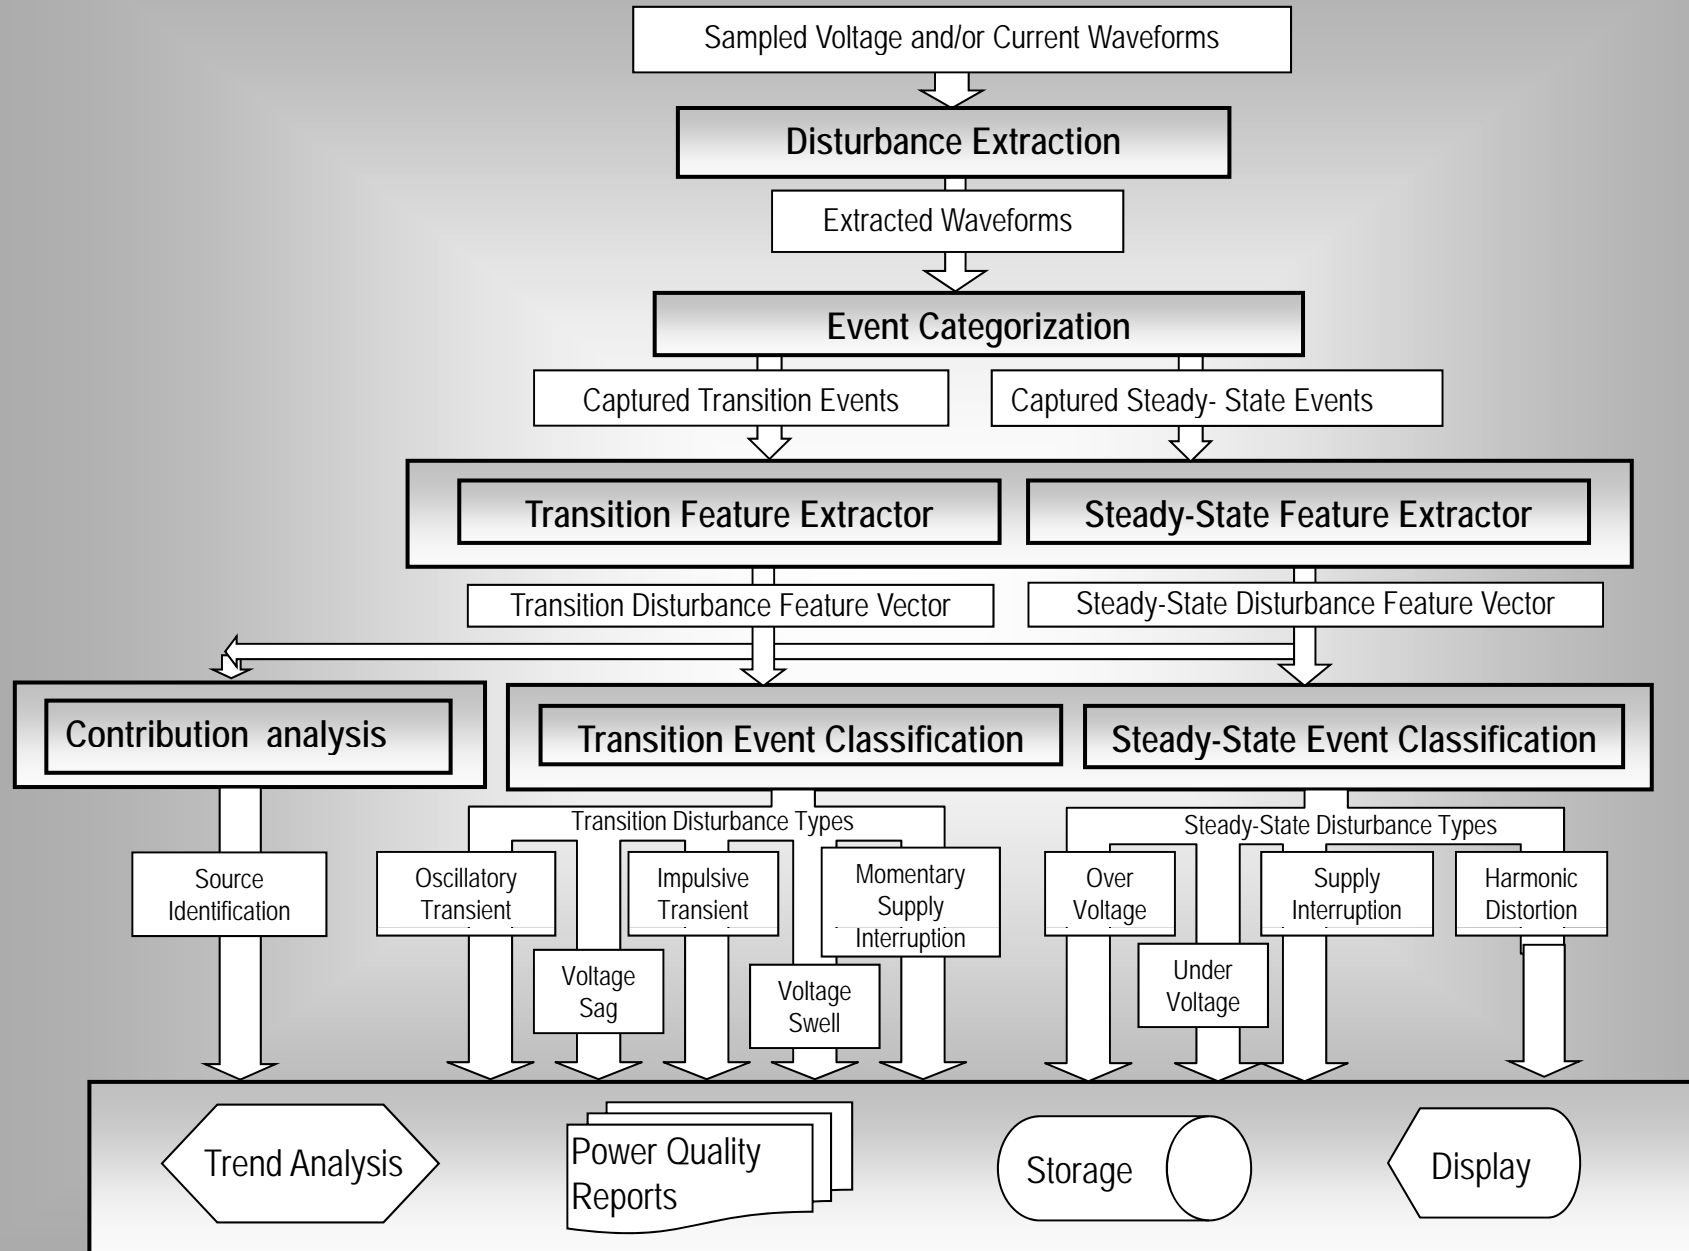 Sampled Voltage and/or Current Waveforms
Disturbance Extraction
Extracted Waveforms
Event Categorization
Captured Transition Events
Captured Steady- State Events
Transition Feature Extractor
Steady-State Feature Extractor
Transition Disturbance Feature Vector
Steady-State Disturbance Feature Vector
Contribution analysis
Transition Event Classification
Steady-State Event Classification
Transition Disturbance Types
Steady-State Disturbance Types
Source
Identification
Oscillatory
Transient
Voltage
Sag
Impulsive
Transient
Voltage
Swell
Momentary
Supply
Interruption
Over
Voltage
Under
Voltage
Supply
Interruption
Harmonic
Distortion
Trend Analysis
Power Quality
Reports
Storage
Display